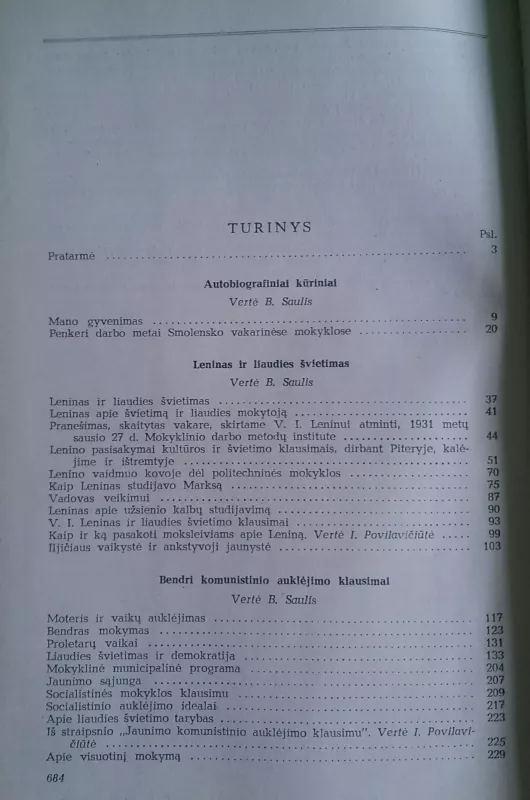 TURINYS
Psl.
Pratarmė 3
Autobiografiniai kūriniai
Vertė B. Saulis
Mano gyvenimas 9
Penkeri darbo metai Smolensko vakarinėse mokyklose 20
Leninas ir liaudies švietimas
Vertė B. Saulis
Leninas ir liaudies švietimas 37
Leninas apie švietimą ir liaudies mokytoją 41
Pranešimas, skaitytas vakare, skirtame V. I. Leninui atminti, 1931 metų
sausio 27 d. Mokyklinio darbo metodų institute 44
Lenino pasisakymai kultūros ir švietimo klausimais, dirbant Piteryje, kalė-
jime ir ištremtyje 51
Lenino vaidmuo kovoje dėl politechninės mokyklos 70
Kaip Leninas studijavo Marksą 75
Vadovas veikimui 87
Leninas apie užsienio kalbų studijavimą 90
V. I. Leninas ir liaudies švietimo klausimai 93
Kaip ir ką pasakoti moksleiviams apie Leniną. Vertė I. Povilavičiūtė 99
Iljičiaus vaikystė ir ankstyvoji jaunystė 103
Bendri komunistinio auklėjimo klausimai
Vertė B. Saulis
Moteris ir vaikų auklėjimas 117
Bendras mokymas 123
Proletarų vaikai 131
Liaudies švietimas ir demokratija 133
Mokyklinė municipalinė programa 204
Jaunimo sąjunga 207
Socialistinės mokyklos klausimu 209
Socialistinio auklėjimo idealai 217
Apie liaudies švietimo tarybas 223
Iš straipsnio „Jaunimo komunistinio auklėjimo klausimu". Vertė I. Povilavi-
čiūtė 225
Apie visuotinį mokymą 229
684